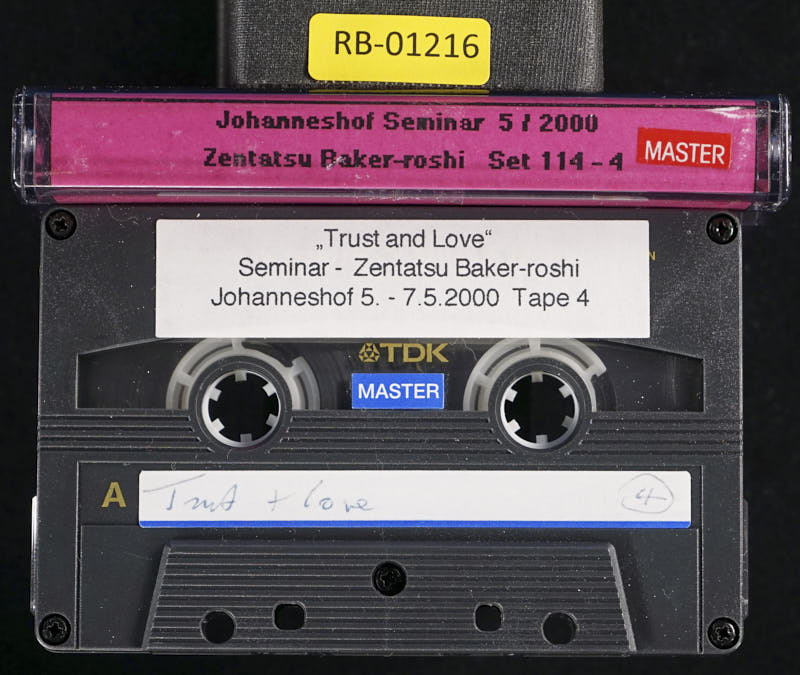 RB-01216
Johanneshof Seminar 5 / 2000
Zentatsu Baker-roshi Set 114 - 4
MASTER
„Trust and Love“
Seminar - Zentatsu Baker-roshi
Johanneshof 5. - 7.5.2000 Tape 4
TDK
MASTER
A Trust + Love 4